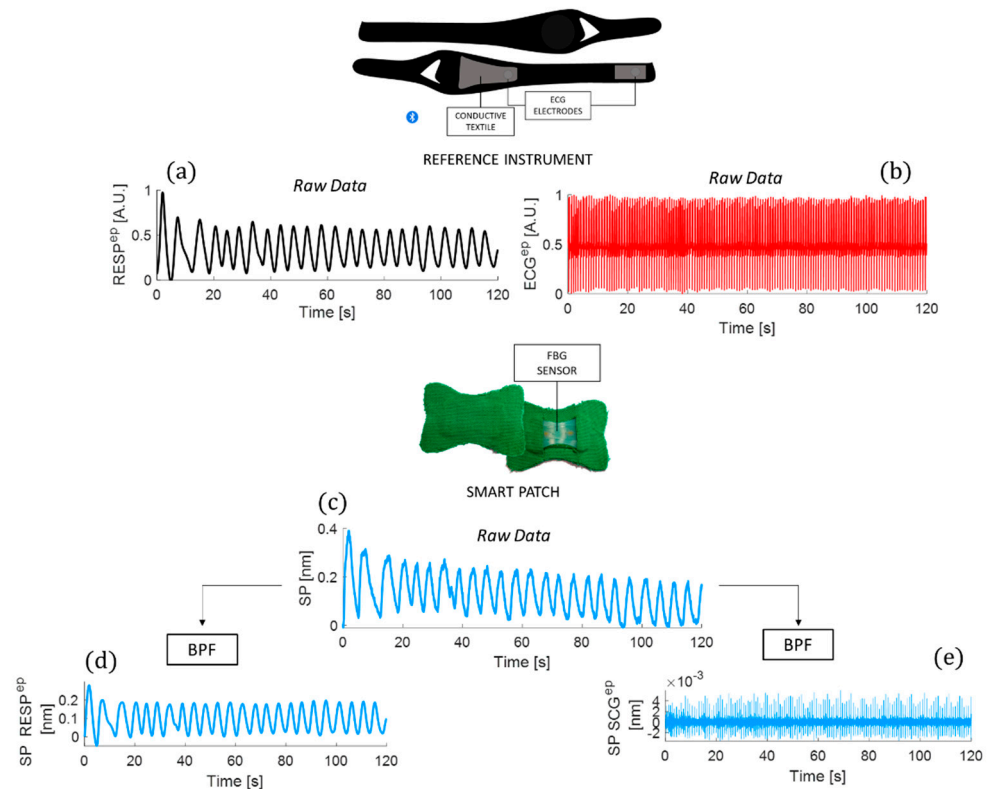 CONDUCTIVE
TEXTILE
ECG
ELECTRODES
REFERENCE INSTRUMENT
(a)
Raw Data
RESP^ep [A.U.]
1
0.5
0
0 20 40 60 80 100 120
Time [s]
(b)
Raw Data
ECG^ep [A.U.]
1
0.5
0
0 20 40 60 80 100 120
Time [s]
FBG
SENSOR
SMART PATCH
(c)
Raw Data
SP [nm]
0.4
0.2
0
0 20 40 60 80 100 120
Time [s]
BPF
BPF
(d)
SP RESP^ep
[nm]
0.2
0.1
0
0 20 40 60 80 100 120
Time [s]
(e)
×10^-3
SP SCG^ep
[nm]
4
2
0
-2
0 20 40 60 80 100 120
Time [s]